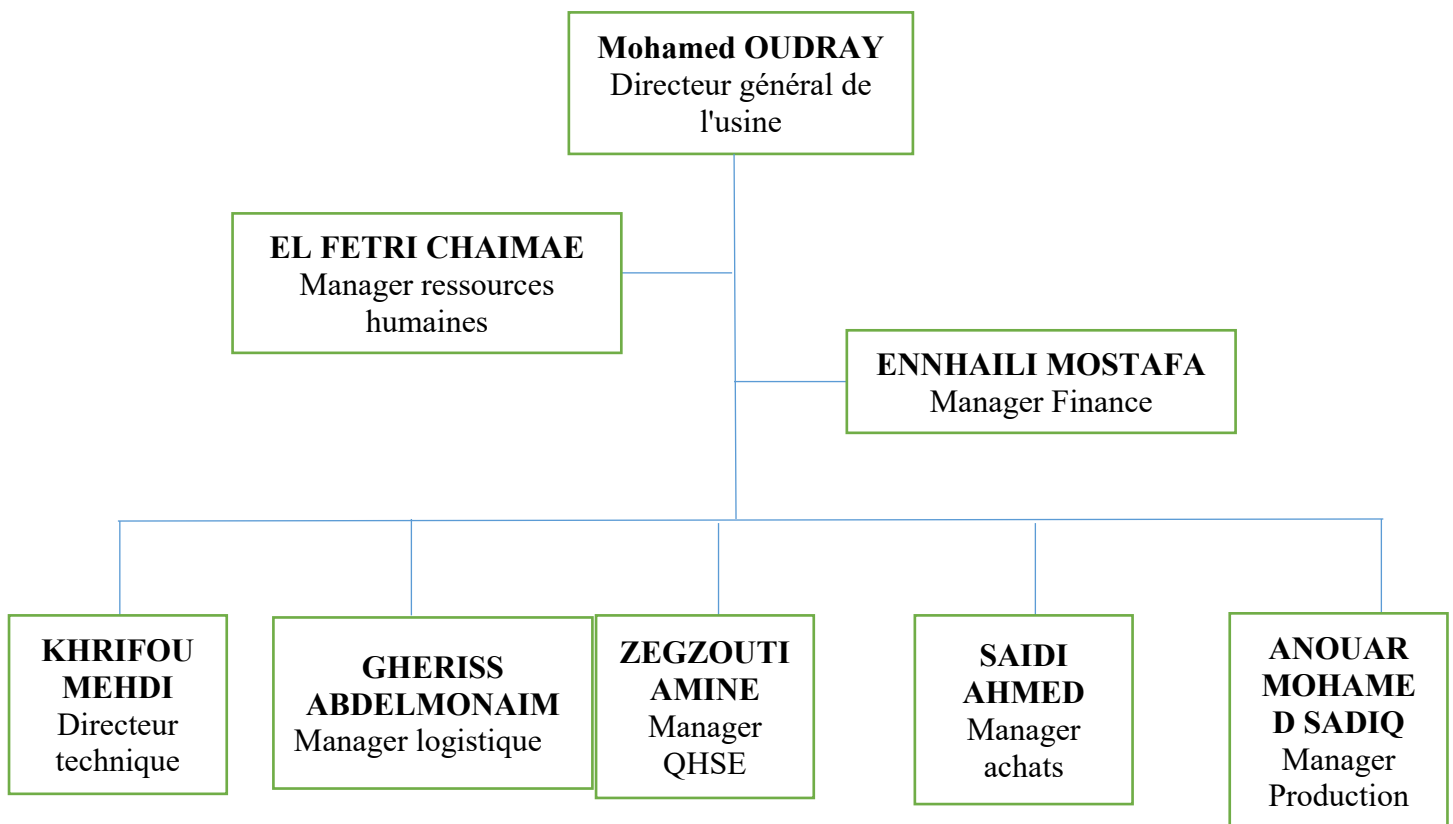 Mohamed OUDRAY
Directeur général de
l'usine
EL FETRI CHAIMAE
Manager ressources
humaines
ENNHAILI MOSTAFA
Manager Finance
KHRIFOU
MEHDI
Directeur
technique
GHERISS
ABDELMONAIM
Manager logistique
ZEGZOUTI
AMINE
Manager
QHSE
SAIDI
AHMED
Manager
achats
ANOUAR
MOHAME
D SADIQ
Manager
Production